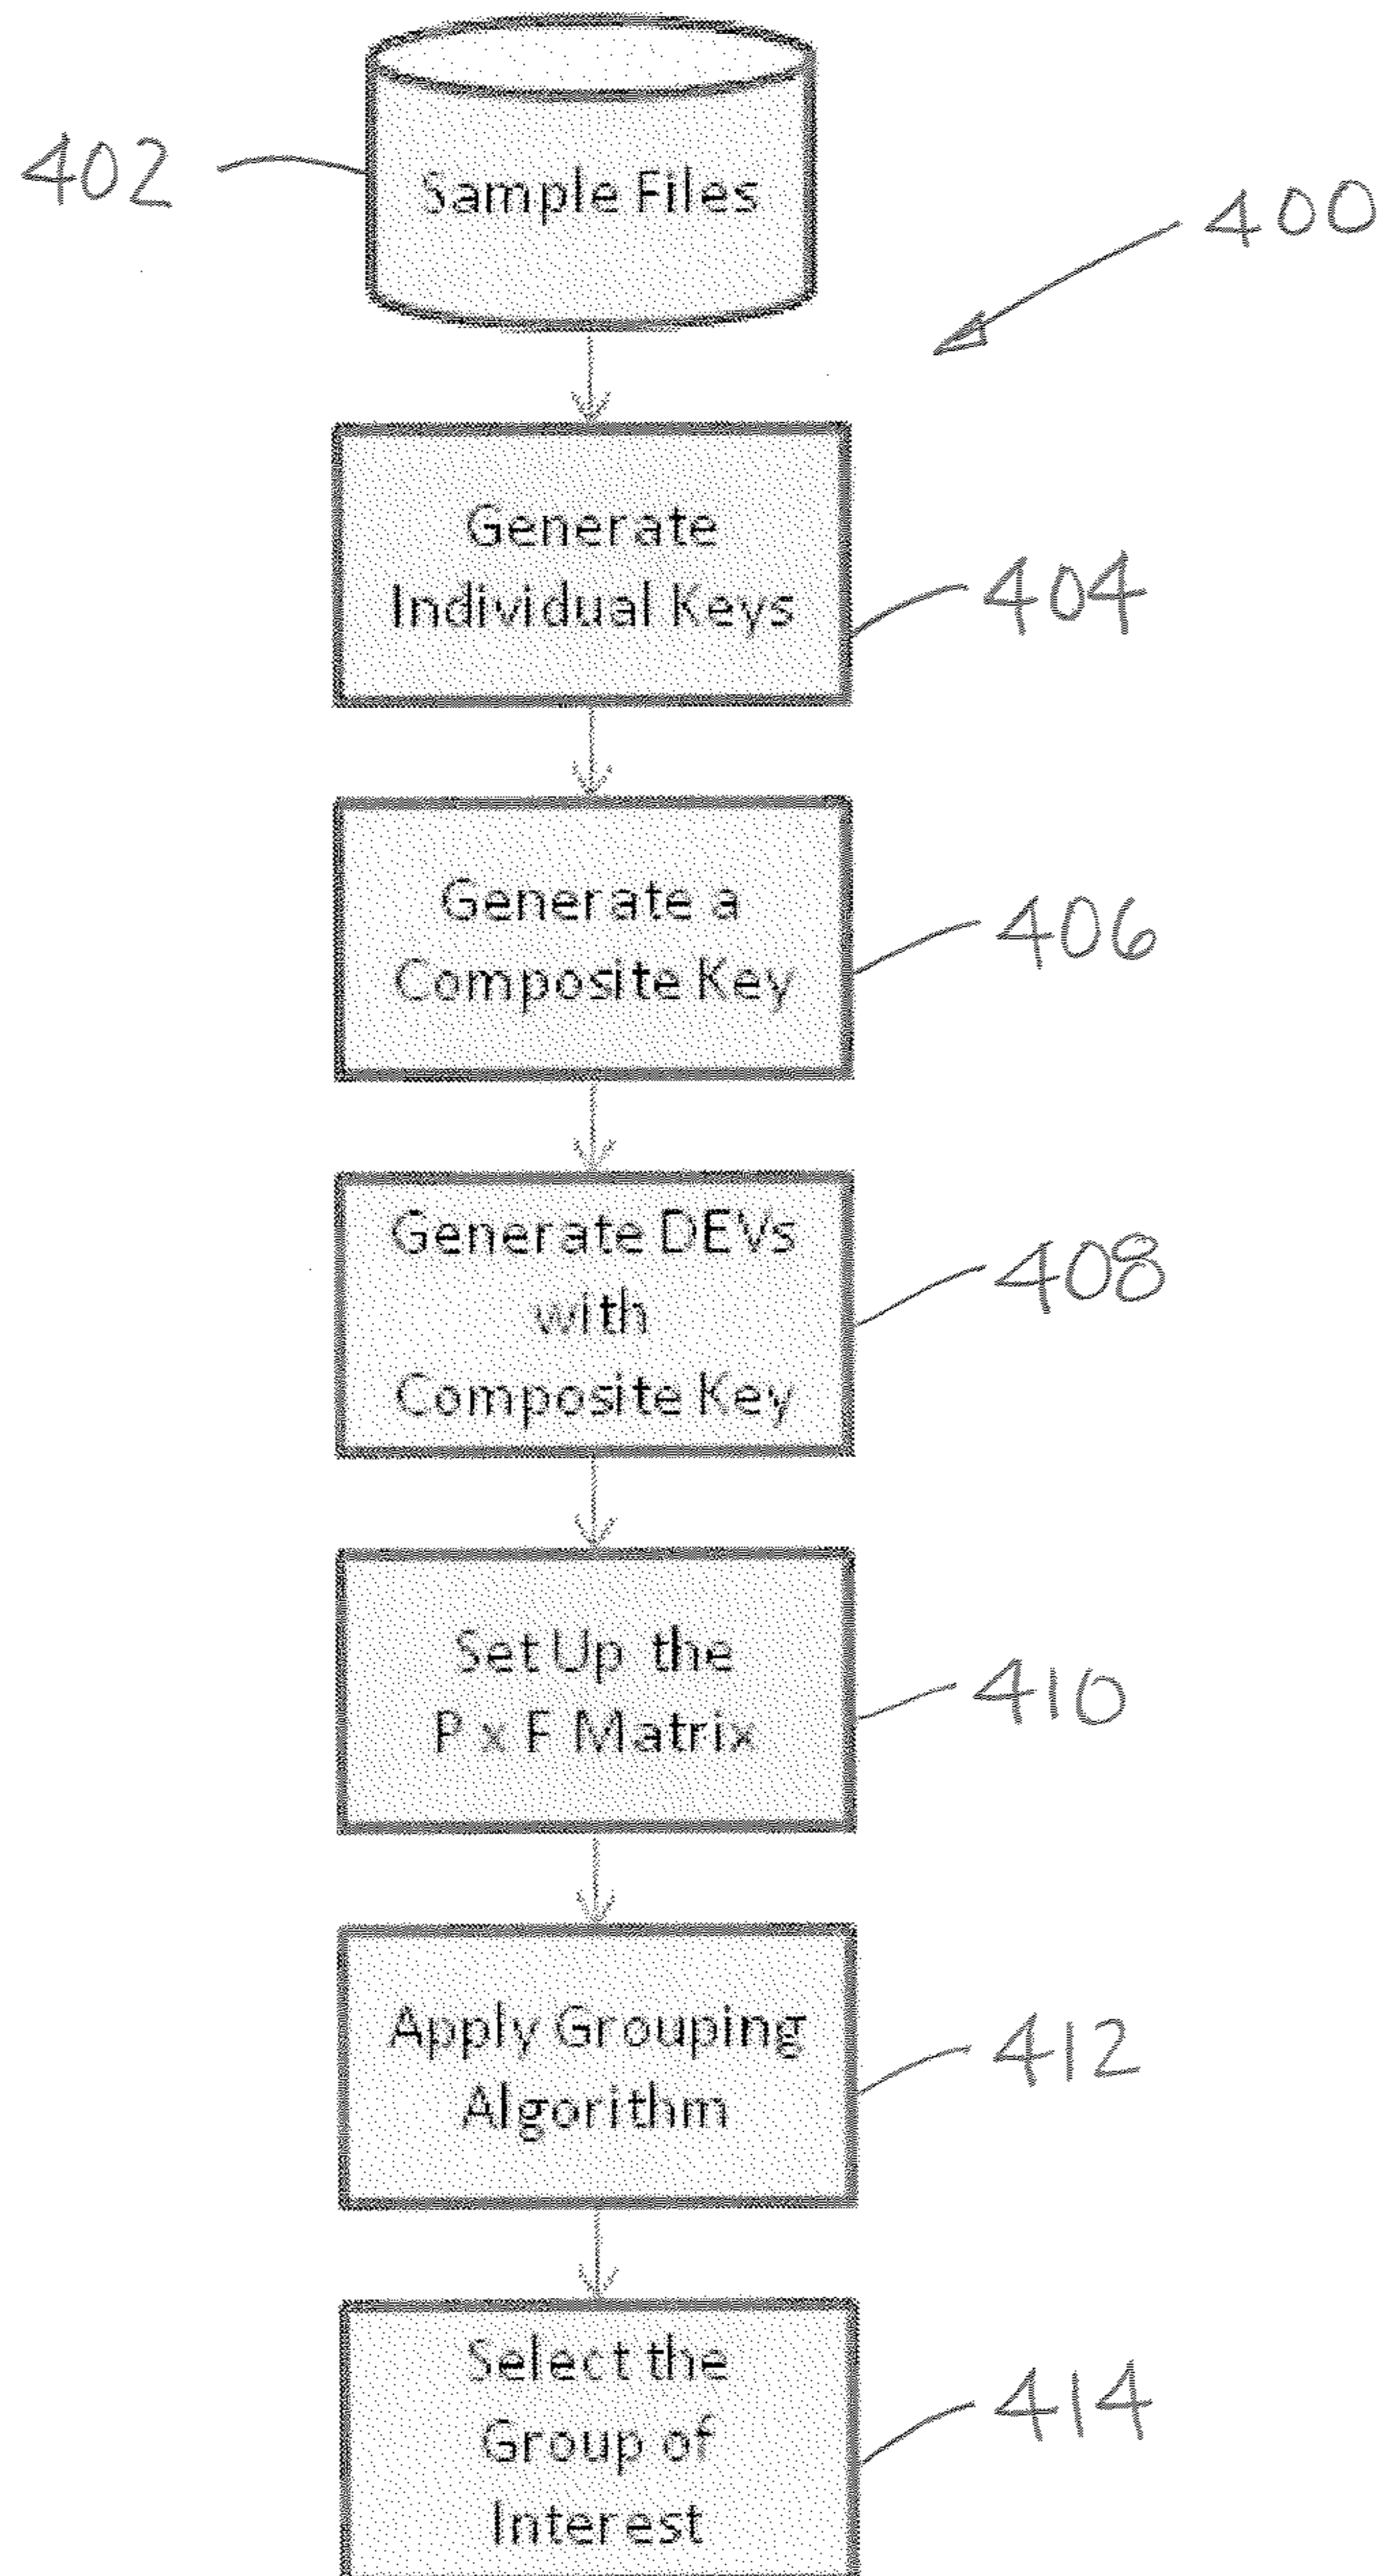 402
Sample Files
400
Generate
Individual Keys
404
Generate a
Composite Key
406
Generate DEVs
with
Composite Key
408
Set Up the
P x F Matrix
410
Apply Grouping
Algorithm
412
Select the
Group of
Interest
414